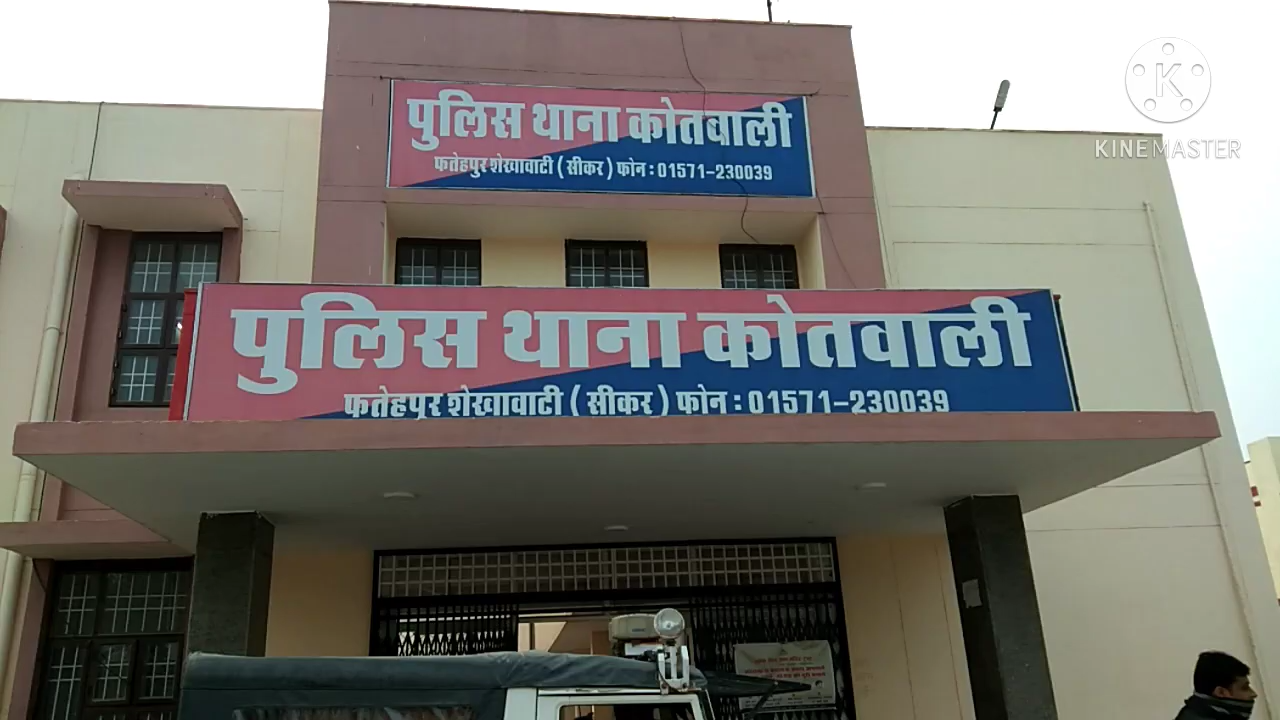 K
KINEMASTER
पुलिस थाना कोतवाली
फतेहपुर शेखावाटी ( सीकर ) फोन : 01571-230039
पुलिस थाना कोतवाली
फतेहपुर शेखावाटी ( सीकर ) फोन : 01571-230039